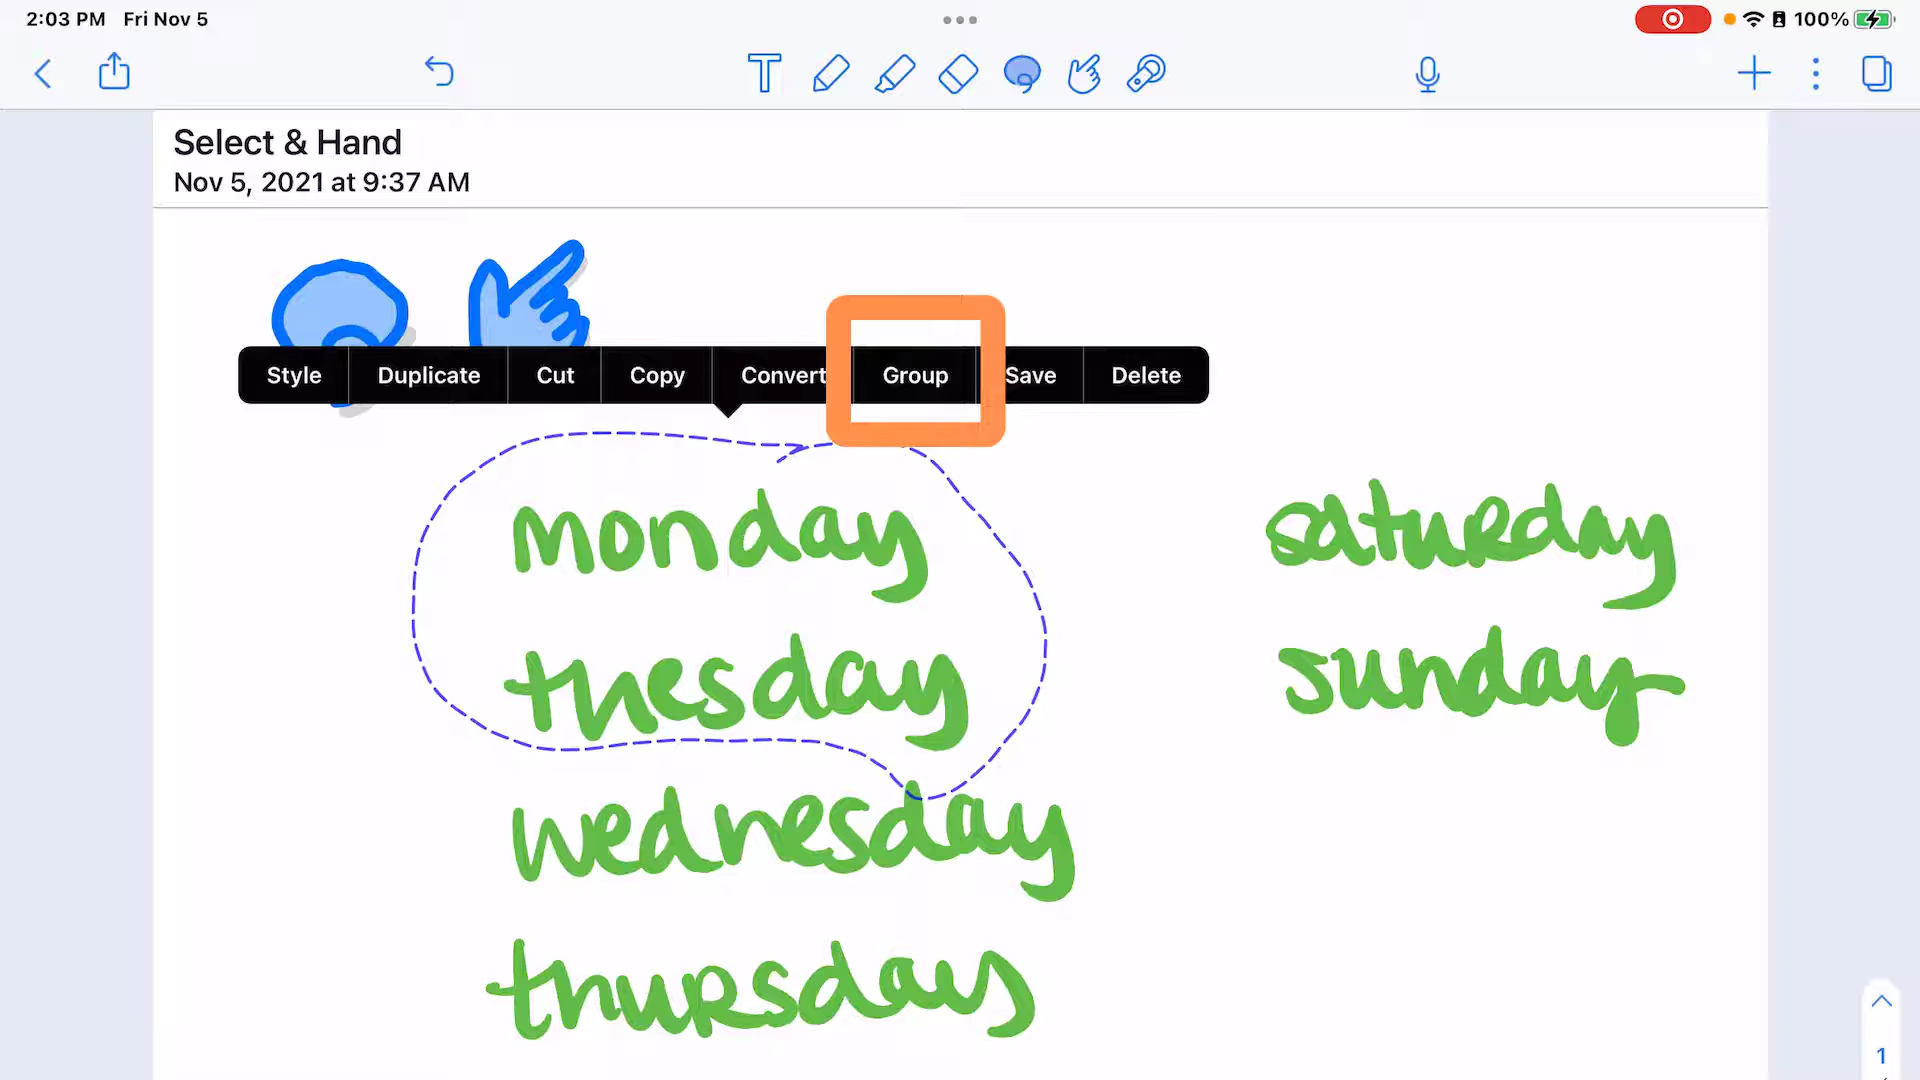 2:03 PM Fri Nov 5 100%
T
Select & Hand
Nov 5, 2021 at 9:37 AM
Style Duplicate Cut Copy Convert Group Save Delete
monday saturday
tuesday sunday
wednesday
thursday
1